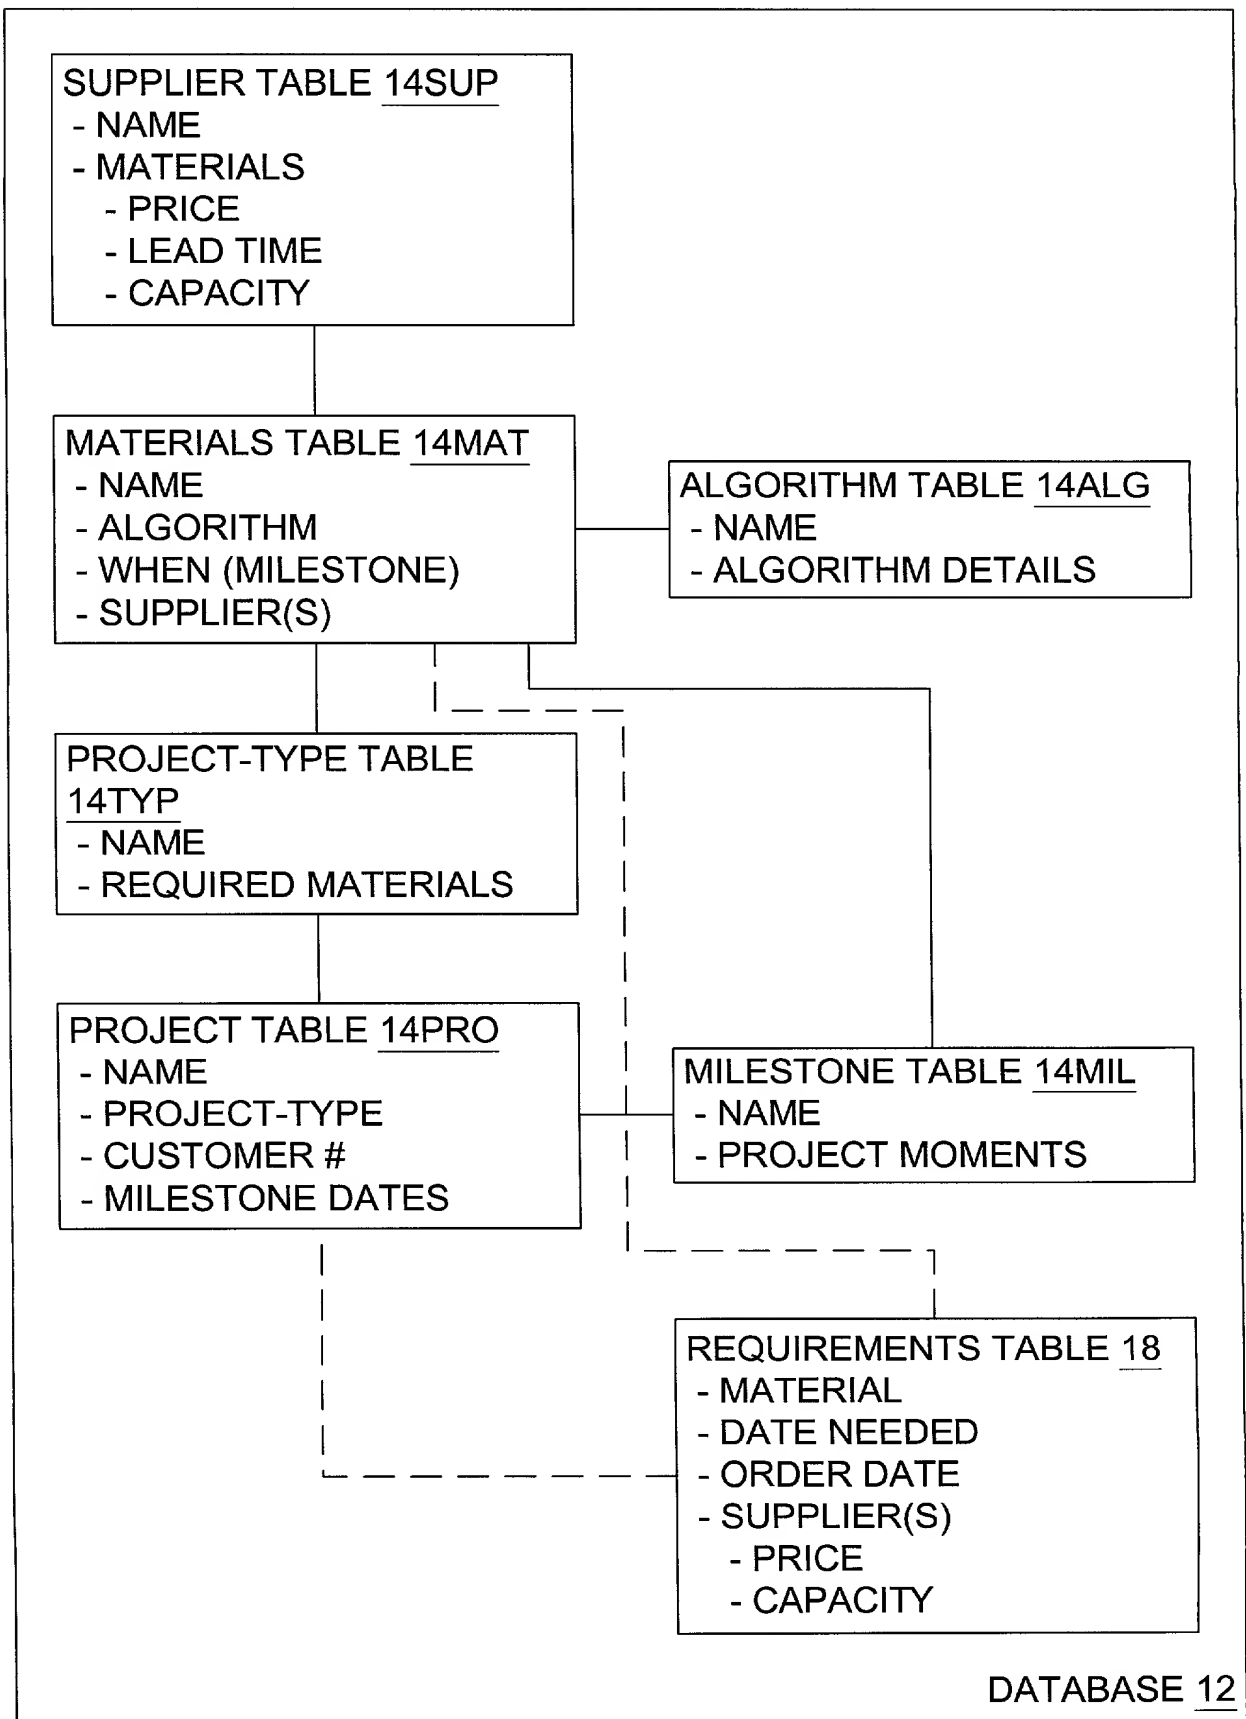 SUPPLIER TABLE 14SUP
- NAME
- MATERIALS
- PRICE
- LEAD TIME
- CAPACITY
MATERIALS TABLE 14MAT
- NAME
- ALGORITHM
- WHEN (MILESTONE)
- SUPPLIER(S)
ALGORITHM TABLE 14ALG
- NAME
- ALGORITHM DETAILS
PROJECT-TYPE TABLE
14TYP
- NAME
- REQUIRED MATERIALS
PROJECT TABLE 14PRO
- NAME
- PROJECT-TYPE
- CUSTOMER #
- MILESTONE DATES
MILESTONE TABLE 14MIL
- NAME
- PROJECT MOMENTS
REQUIREMENTS TABLE 18
- MATERIAL
- DATE NEEDED
- ORDER DATE
- SUPPLIER(S)
- PRICE
- CAPACITY
DATABASE 12